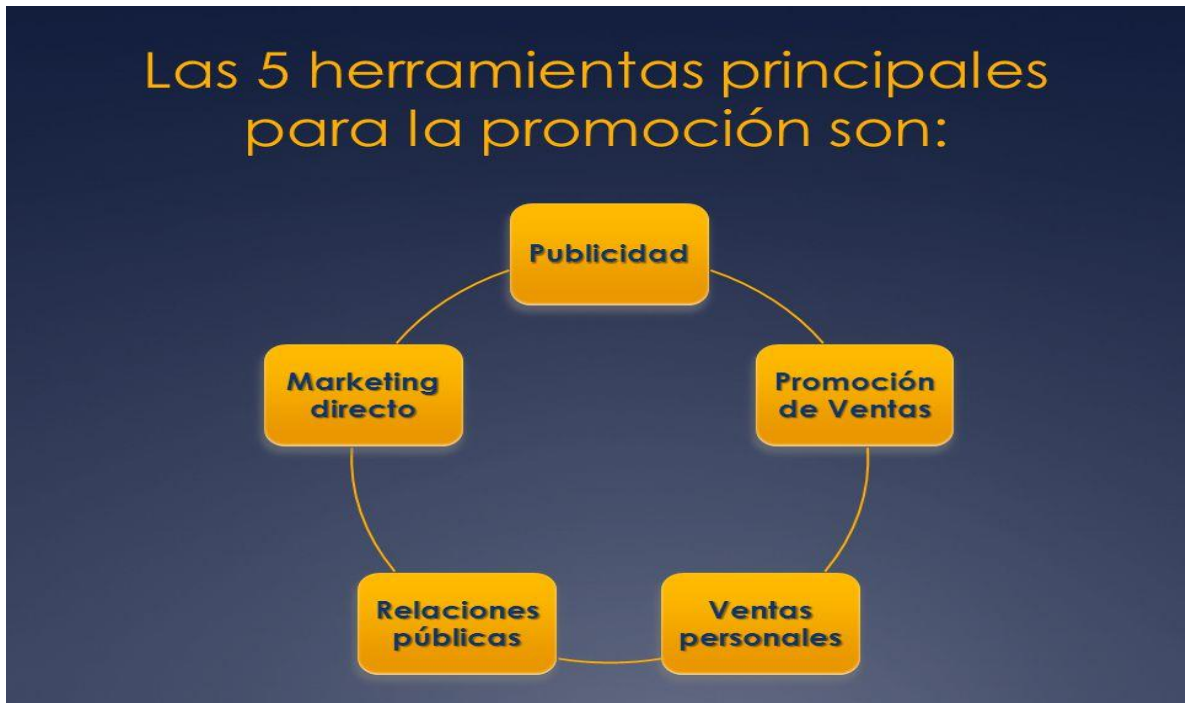 Las 5 herramientas principales
para la promoción son:
Publicidad
Promoción
de Ventas
Ventas
personales
Relaciones
públicas
Marketing
directo